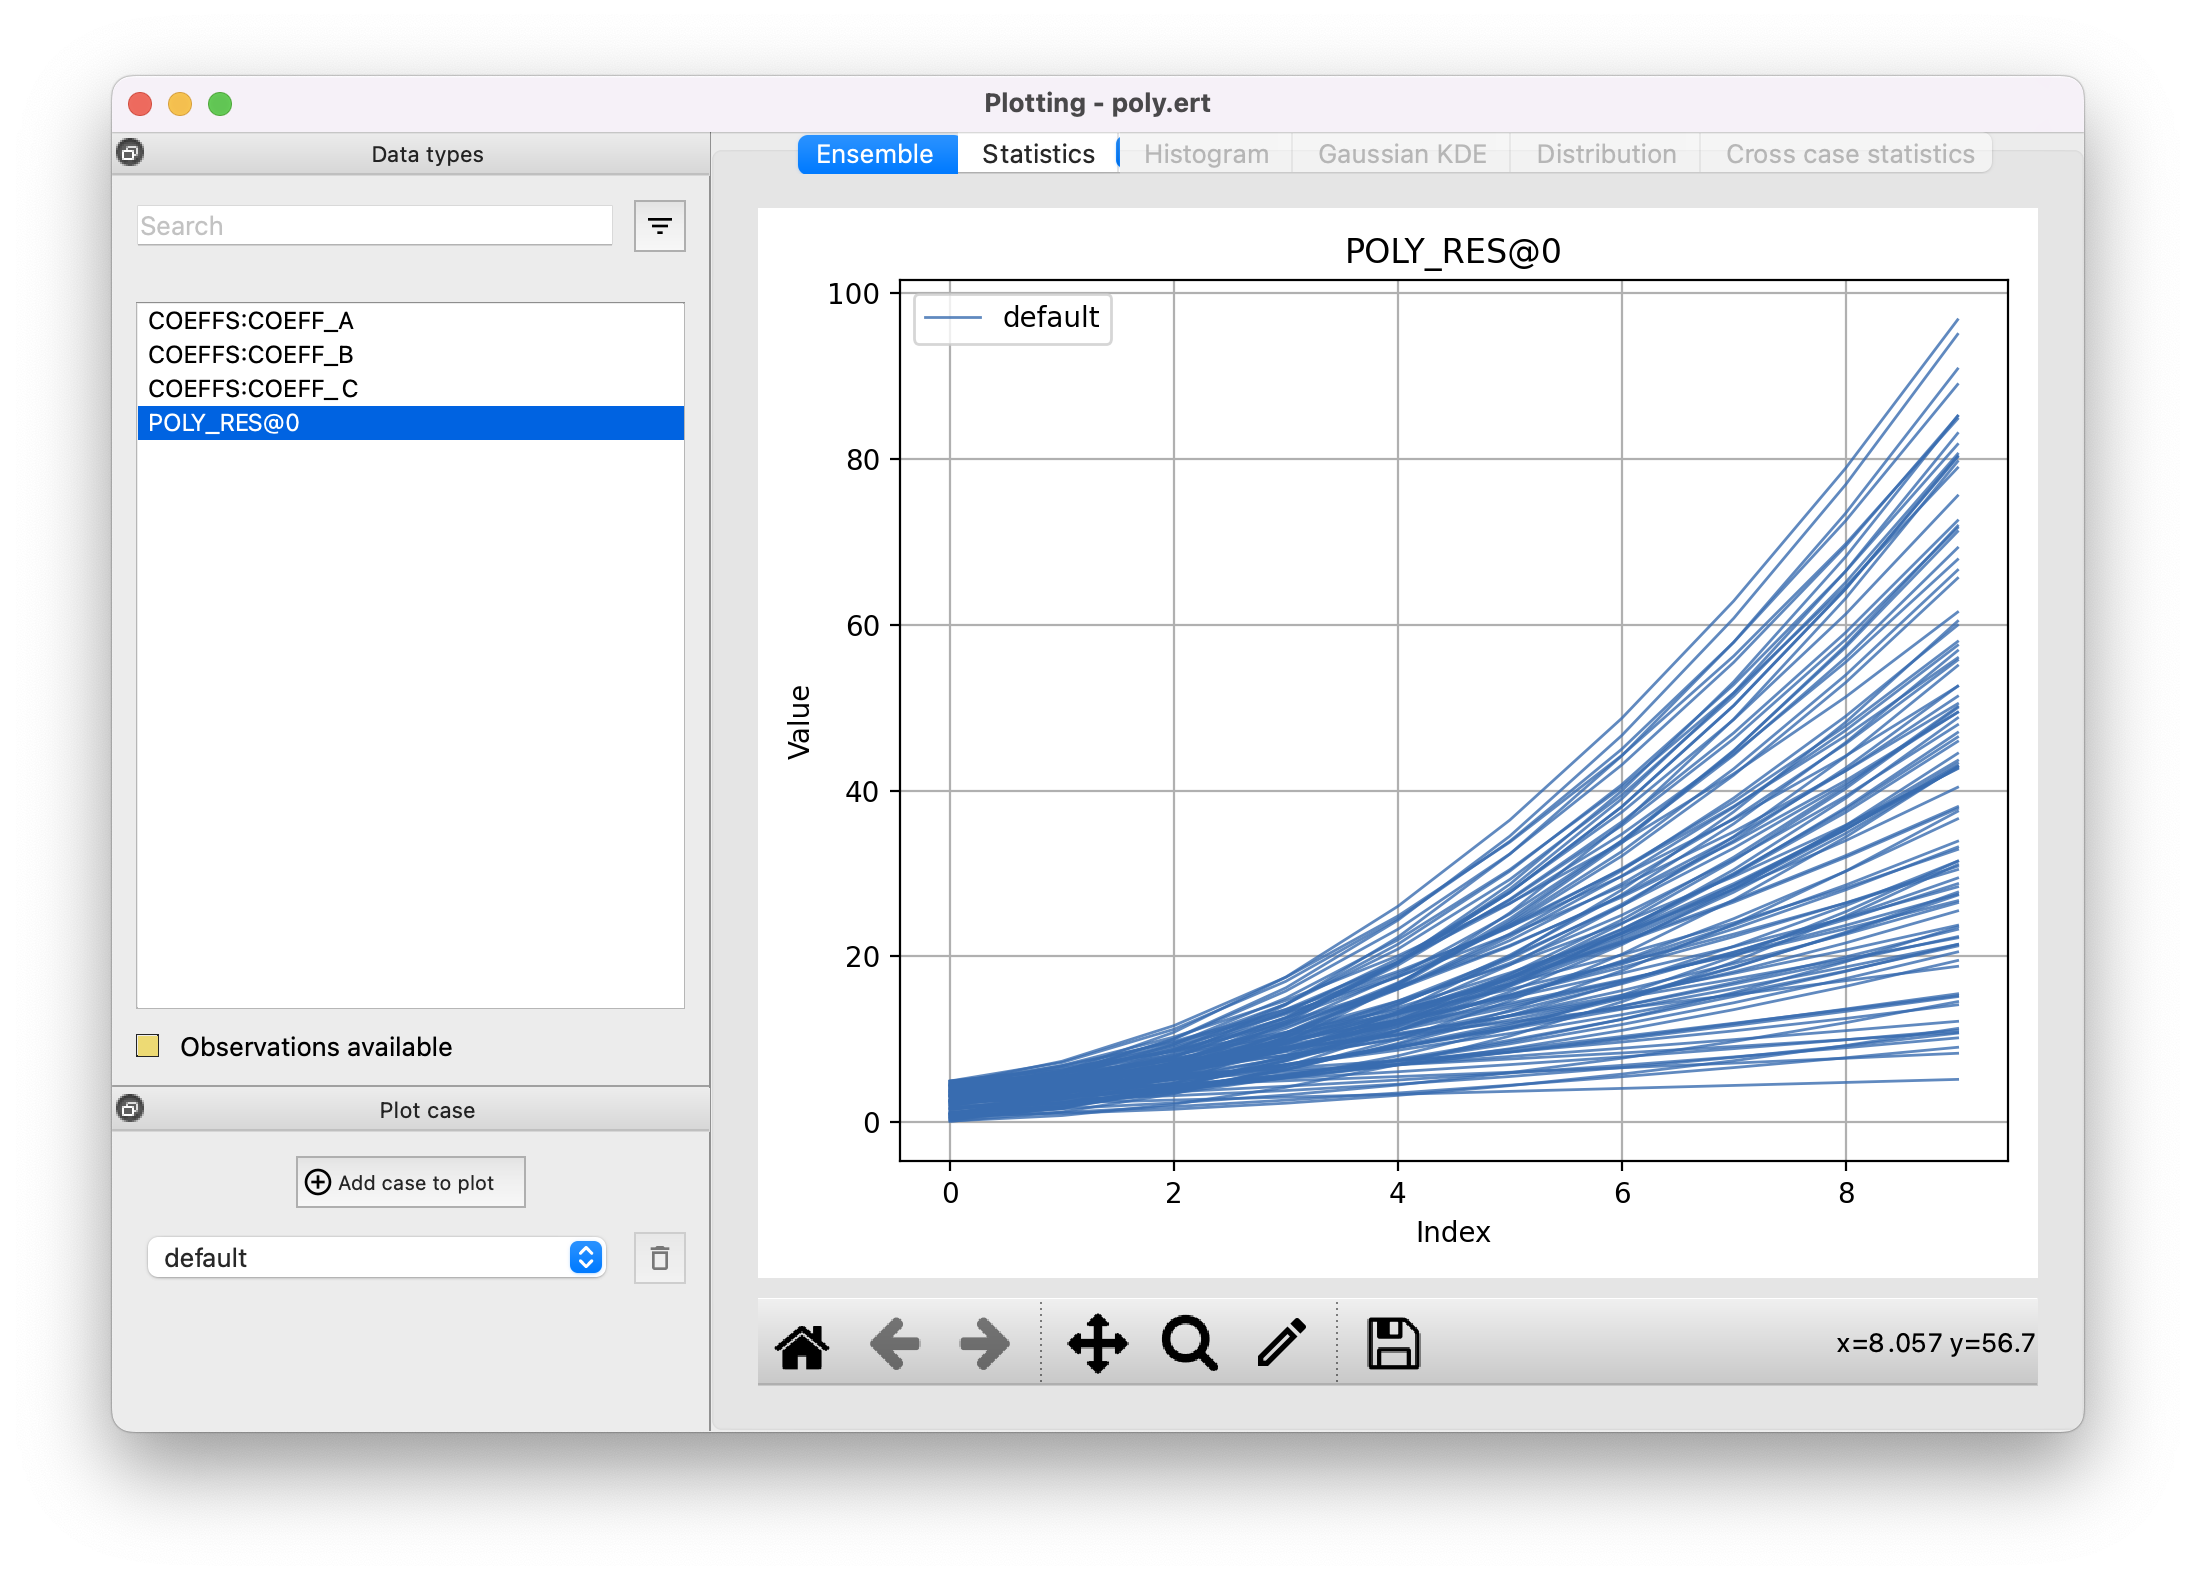 Plotting - poly.ert
Data types
Search
COEFFS:COEFF_A
COEFFS:COEFF_B
COEFFS:COEFF_C
POLY_RES@0
Observations available
Plot case
Add case to plot
default
Ensemble Statistics Histogram Gaussian KDE Distribution Cross case statistics
POLY_RES@0
default
100
80
60
40
20
0
Value
0 2 4 6 8
Index
x=8.057 y=56.7